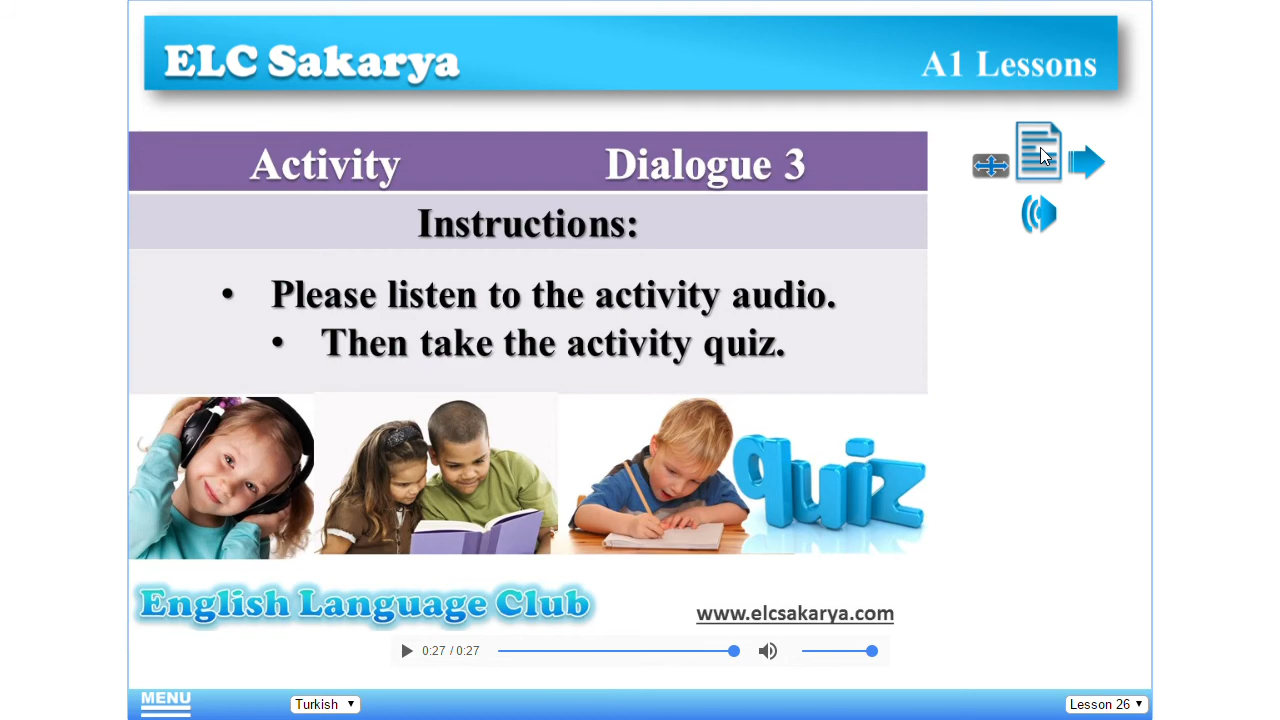 ELC Sakarya
A1 Lessons
Activity Dialogue 3
Instructions:
• Please listen to the activity audio.
• Then take the activity quiz.
quiz
English Language Club
www.elcsakarya.com
0:27 / 0:27
MENU
Turkish
Lesson 26